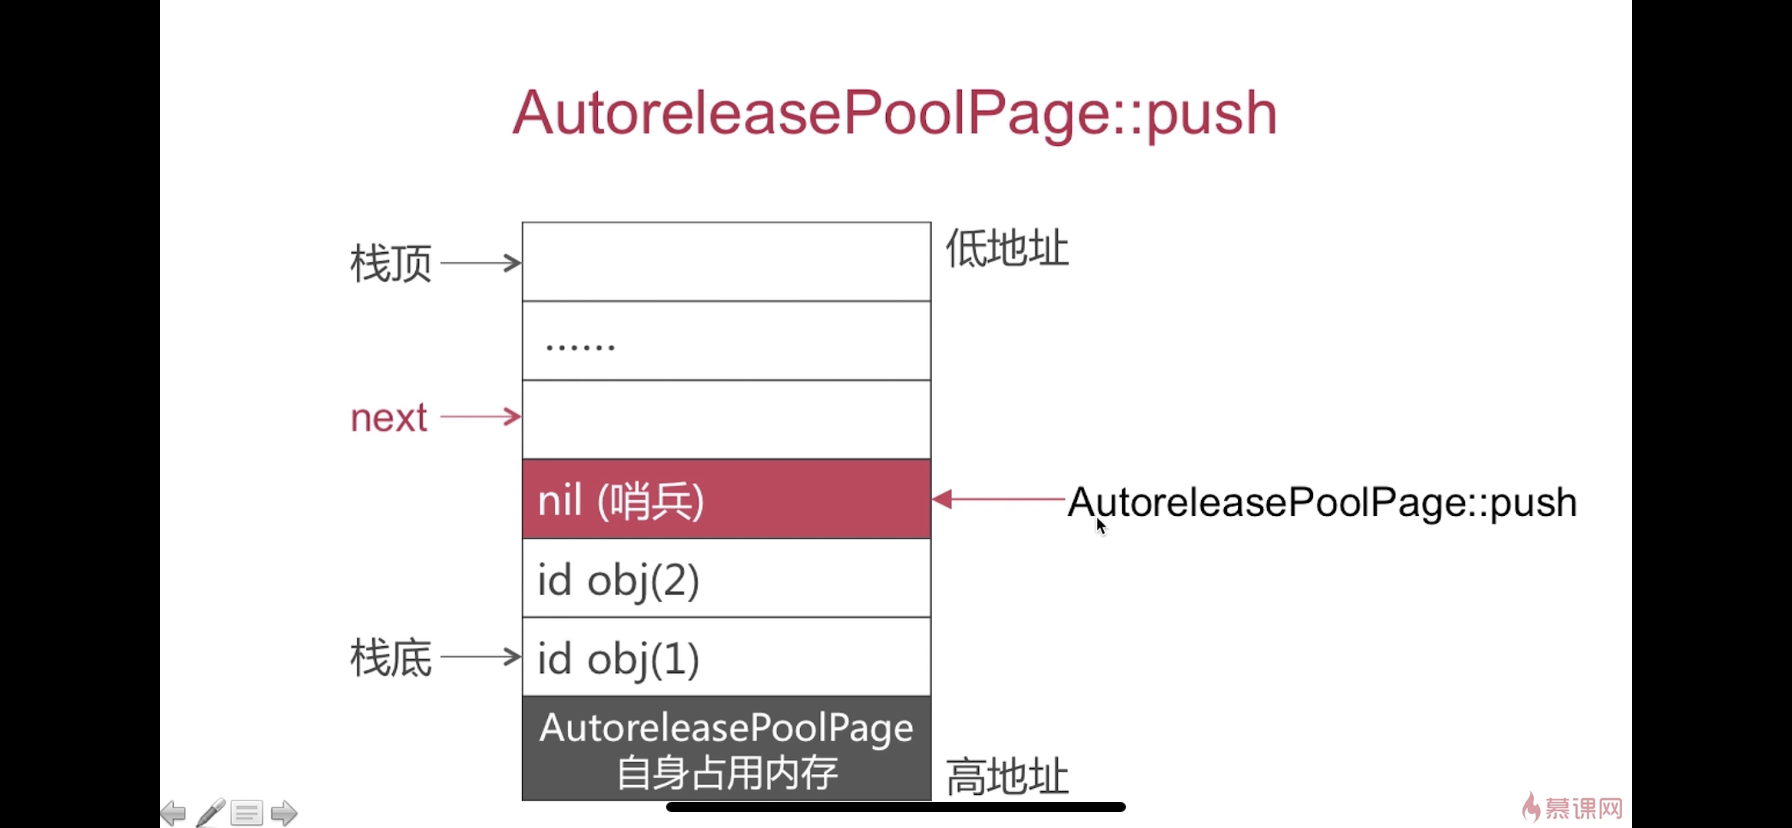 AutoreleasePoolPage::push
栈顶
低地址
......
next
nil (哨兵)
AutoreleasePoolPage::push
id obj(2)
栈底
id obj(1)
AutoreleasePoolPage
自身占用内存
高地址
慕课网